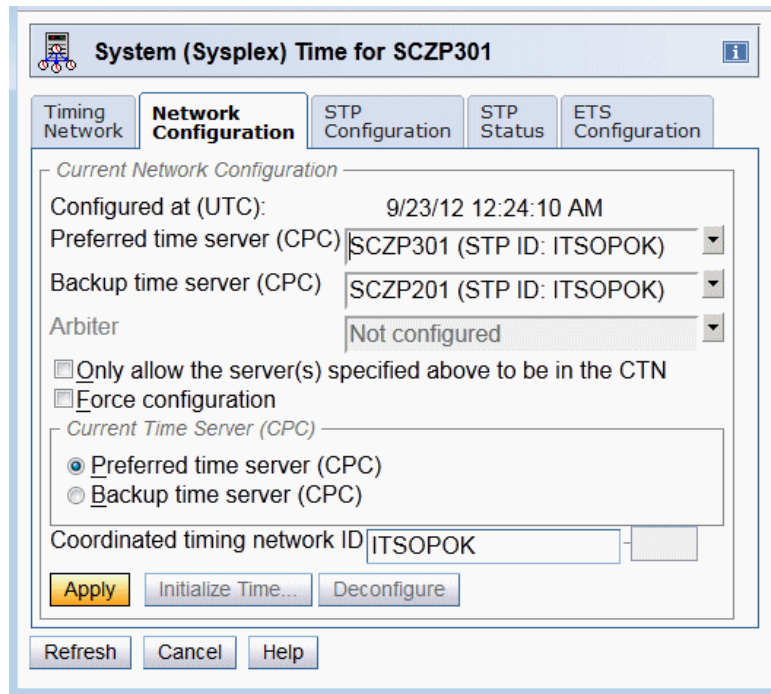 System (Sysplex) Time for SCZP301
i
Timing Network
Network Configuration
STP Configuration
STP Status
ETS Configuration
Current Network Configuration
Configured at (UTC): 9/23/12 12:24:10 AM
Preferred time server (CPC) SCZP301 (STP ID: ITSOPOK)
Backup time server (CPC) SCZP201 (STP ID: ITSOPOK)
Arbiter Not configured
Only allow the server(s) specified above to be in the CTN
Force configuration
Current Time Server (CPC)
Preferred time server (CPC)
Backup time server (CPC)
Coordinated timing network ID ITSOPOK -
Apply Initialize Time... Deconfigure
Refresh Cancel Help